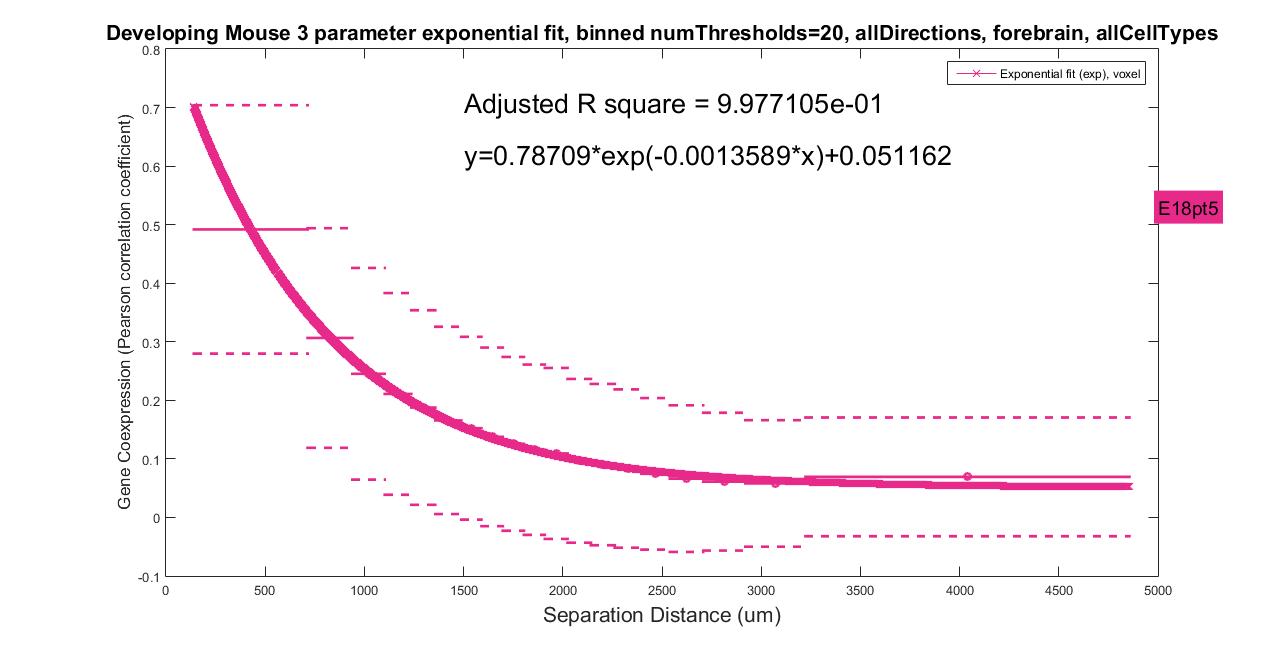 Developing Mouse 3 parameter exponential fit, binned numThresholds=20, allDirections, forebrain, allCellTypes
Exponential fit (exp), voxel
Adjusted R square = 9.977105e-01
y=0.78709*exp(-0.0013589*x)+0.051162
E18pt5
Gene Coexpression (Pearson correlation coefficient)
0.8
0.7
0.6
0.5
0.4
0.3
0.2
0.1
0
-0.1
0 500 1000 1500 2000 2500 3000 3500 4000 4500 5000
Separation Distance (um)